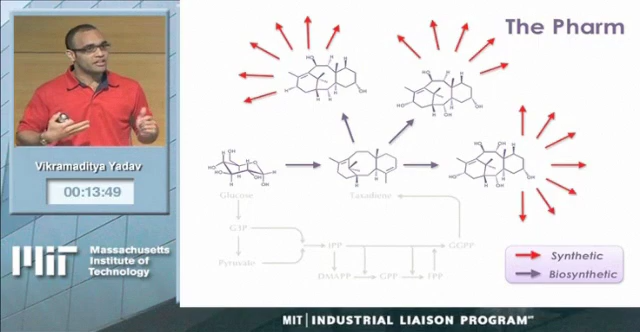 The Pharm
Vikramaditya Yadav
00:13:49
Massachusetts
Institute of
Technology
Glucose
Taxadiene
G3P
Pyruvate
IPP
GGPP
DMAPP
GPP
FPP
Synthetic
Biosynthetic
MIT | INDUSTRIAL LIAISON PROGRAM